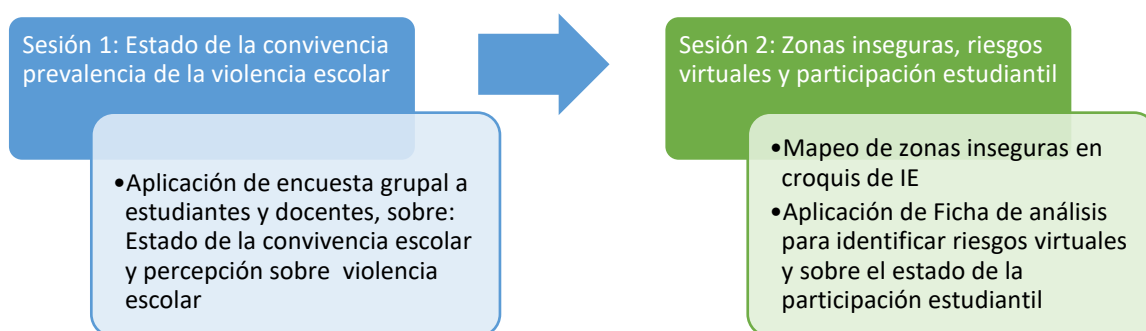 Sesión 1: Estado de la convivencia
prevalencia de la violencia escolar
•Aplicación de encuesta grupal a
estudiantes y docentes, sobre:
Estado de la convivencia escolar
y percepción sobre violencia
escolar
Sesión 2: Zonas inseguras, riesgos
virtuales y participación estudiantil
•Mapeo de zonas inseguras en
croquis de IE
•Aplicación de Ficha de análisis
para identificar riesgos virtuales
y sobre el estado de la
participación estudiantil